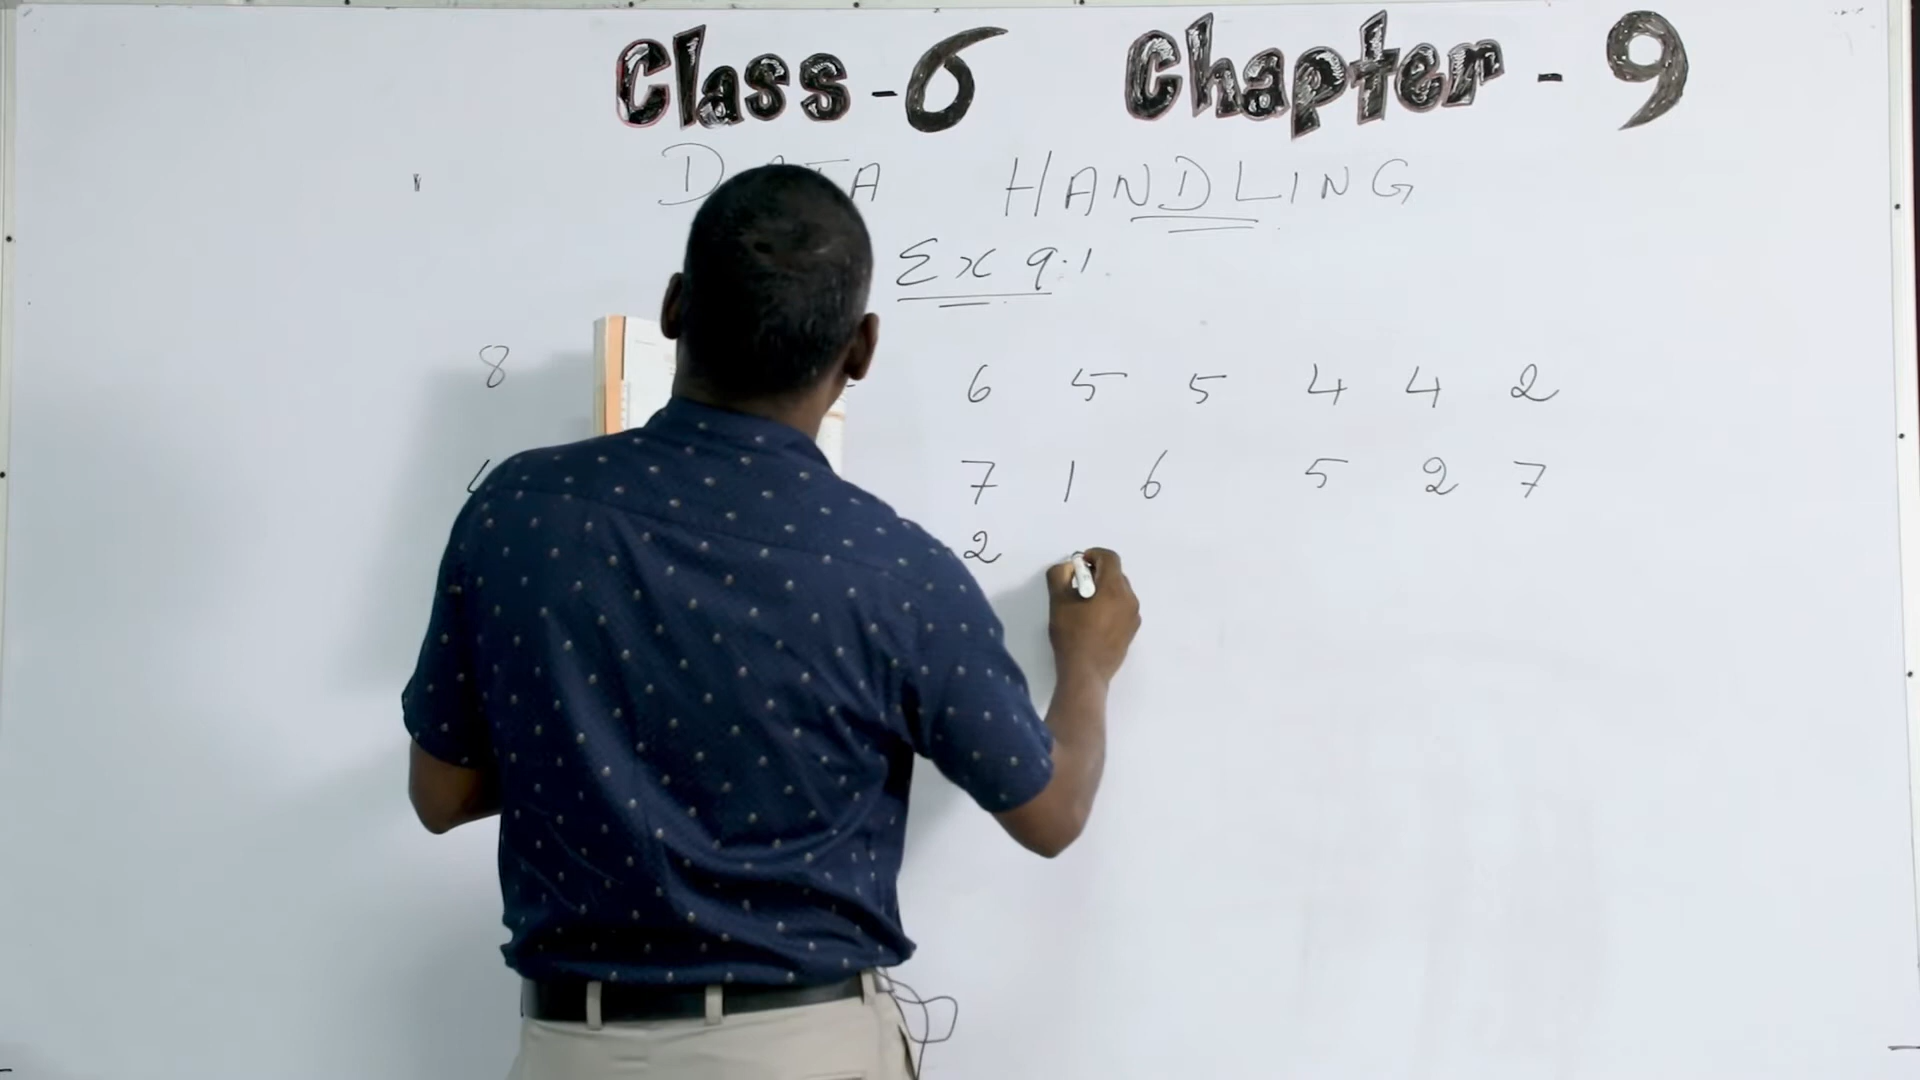 Class - 6 Chapter - 9
HANDLING
Ex 9.1
8 6 5 5 4 4 2
7 1 6 5 2 7
2